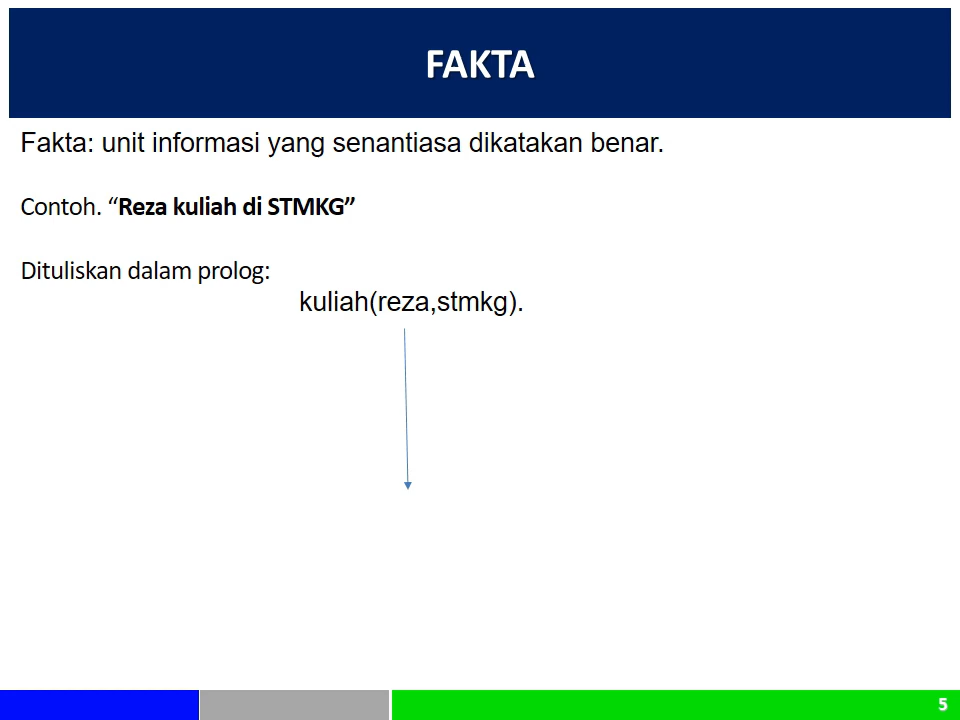 FAKTA
Fakta: unit informasi yang senantiasa dikatakan benar.
Contoh. “Reza kuliah di STMKG”
Dituliskan dalam prolog:
kuliah(reza,stmkg).
5